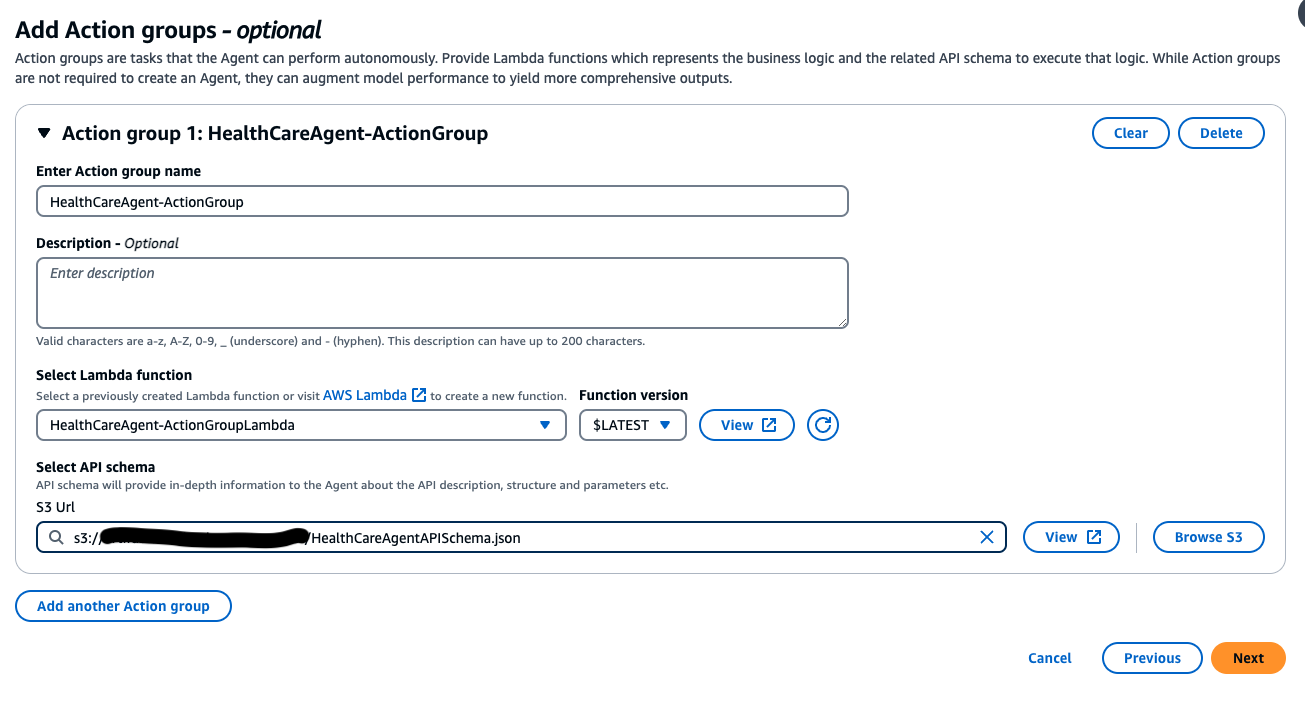 Add Action groups - optional
Action groups are tasks that the Agent can perform autonomously. Provide Lambda functions which represents the business logic and the related API schema to execute that logic. While Action groups
are not required to create an Agent, they can augment model performance to yield more comprehensive outputs.
Action group 1: HealthCareAgent-ActionGroup
Clear
Delete
Enter Action group name
HealthCareAgent-ActionGroup
Description - Optional
Enter description
Valid characters are a-z, A-Z, 0-9, _ (underscore) and - (hyphen). This description can have up to 200 characters.
Select Lambda function
Select a previously created Lambda function or visit AWS Lambda to create a new function.
Function version
HealthCareAgent-ActionGroupLambda
$LATEST
View
Select API schema
API schema will provide in-depth information to the Agent about the API description, structure and parameters etc.
S3 Url
s3:// /HealthCareAgentAPISchema.json
View
Browse S3
Add another Action group
Cancel
Previous
Next